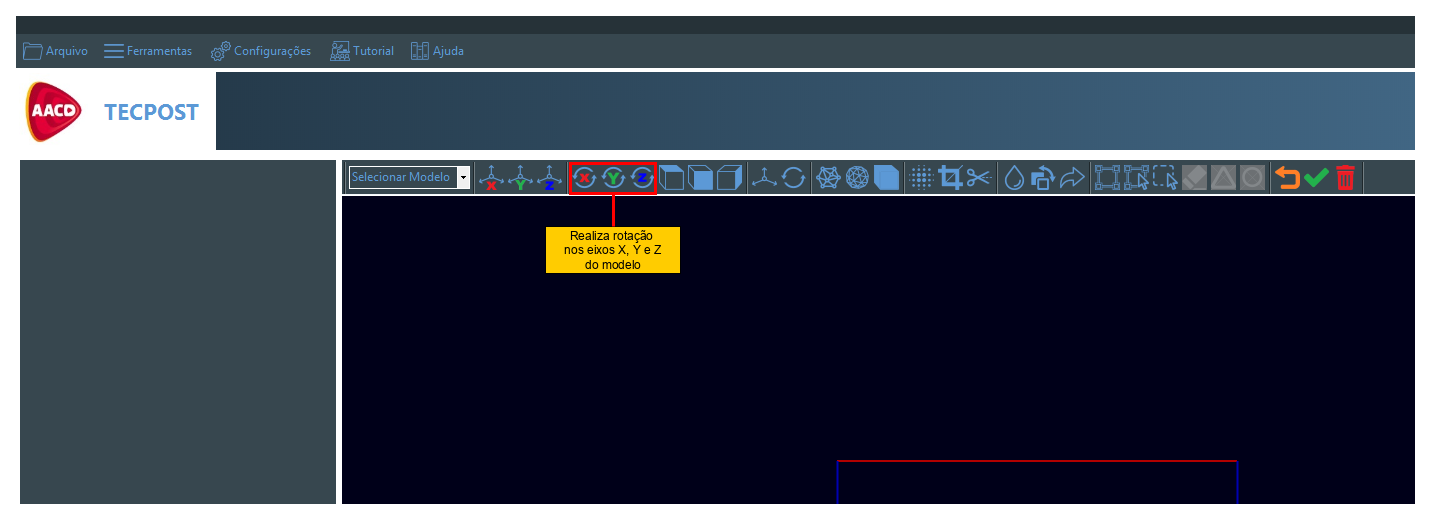 Arquivo Ferramentas Configurações Tutorial Ajuda
AACD TECPOST
Selecionar Modelo X Y Z X Y Z
Realiza rotação
nos eixos X, Y e Z
do modelo